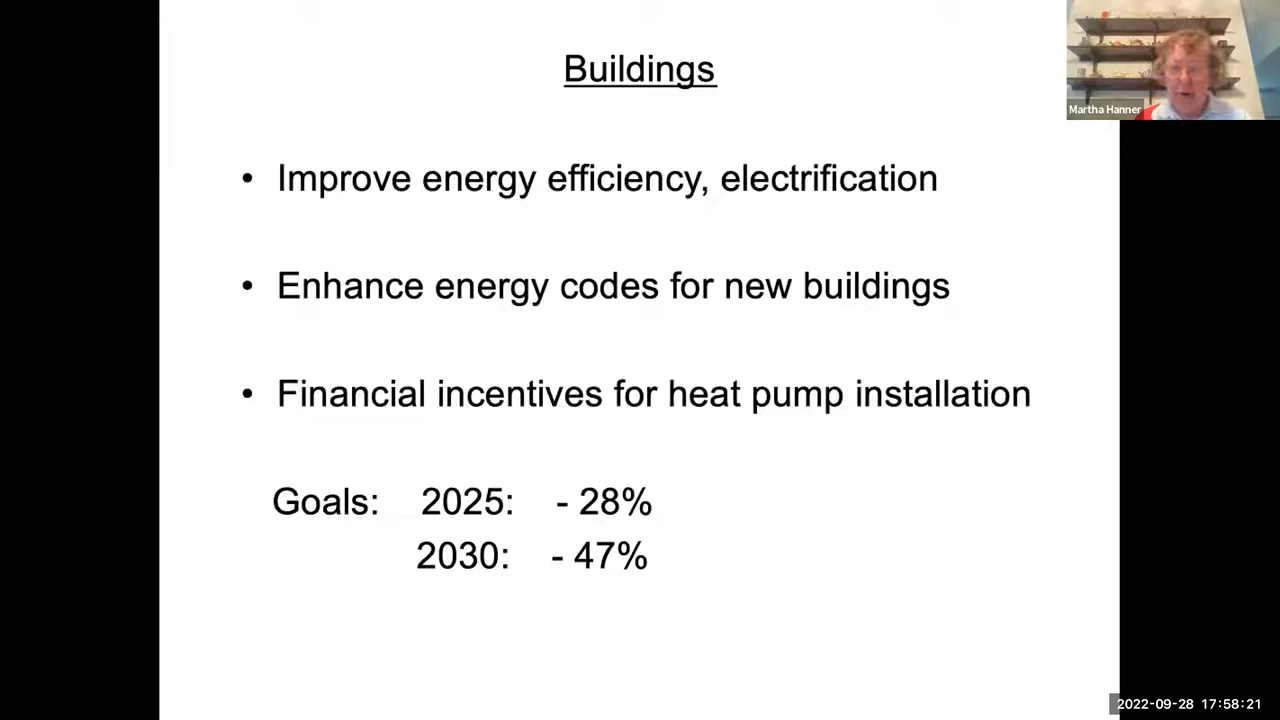 Buildings
Martha Hanner
• Improve energy efficiency, electrification
• Enhance energy codes for new buildings
• Financial incentives for heat pump installation
Goals: 2025: - 28%
2030: - 47%
2022-09-28 17:58:21